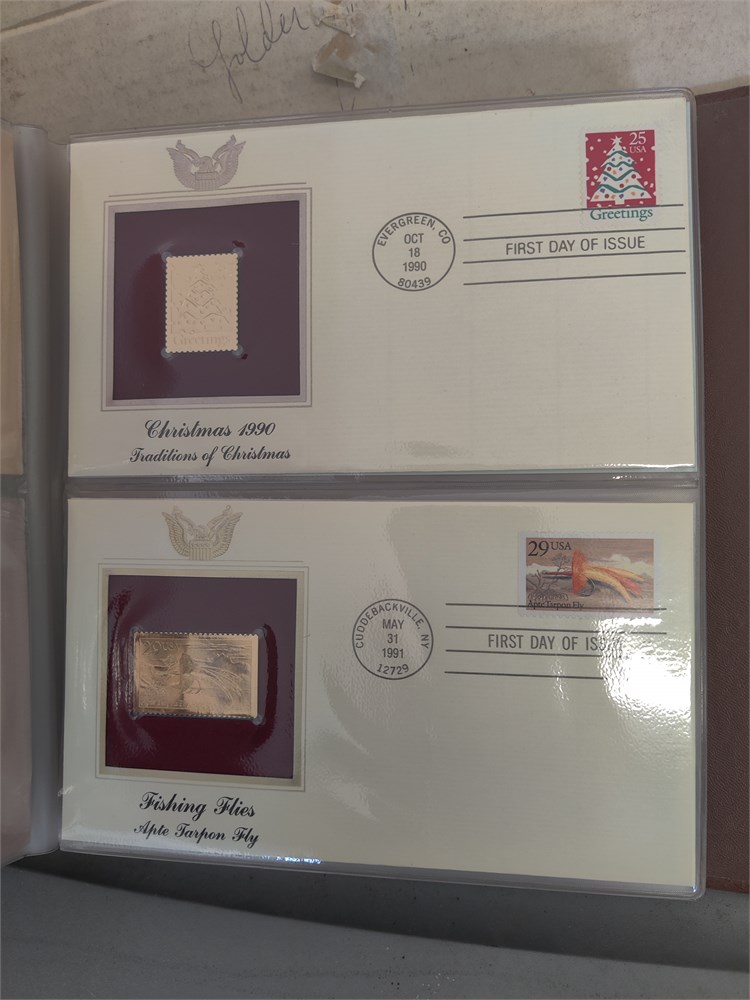 Golden
25
USA
Greetings
EVERGREEN, CO
OCT
18
1990
80439
FIRST DAY OF ISSUE
Greetings
Christmas 1990
Traditions of Christmas
29 USA
Apte Tarpon Fly
CUDDEBACKVILLE, NY
MAY
31
1991
12729
FIRST DAY OF ISSUE
Fishing Flies
Apte Tarpon Fly